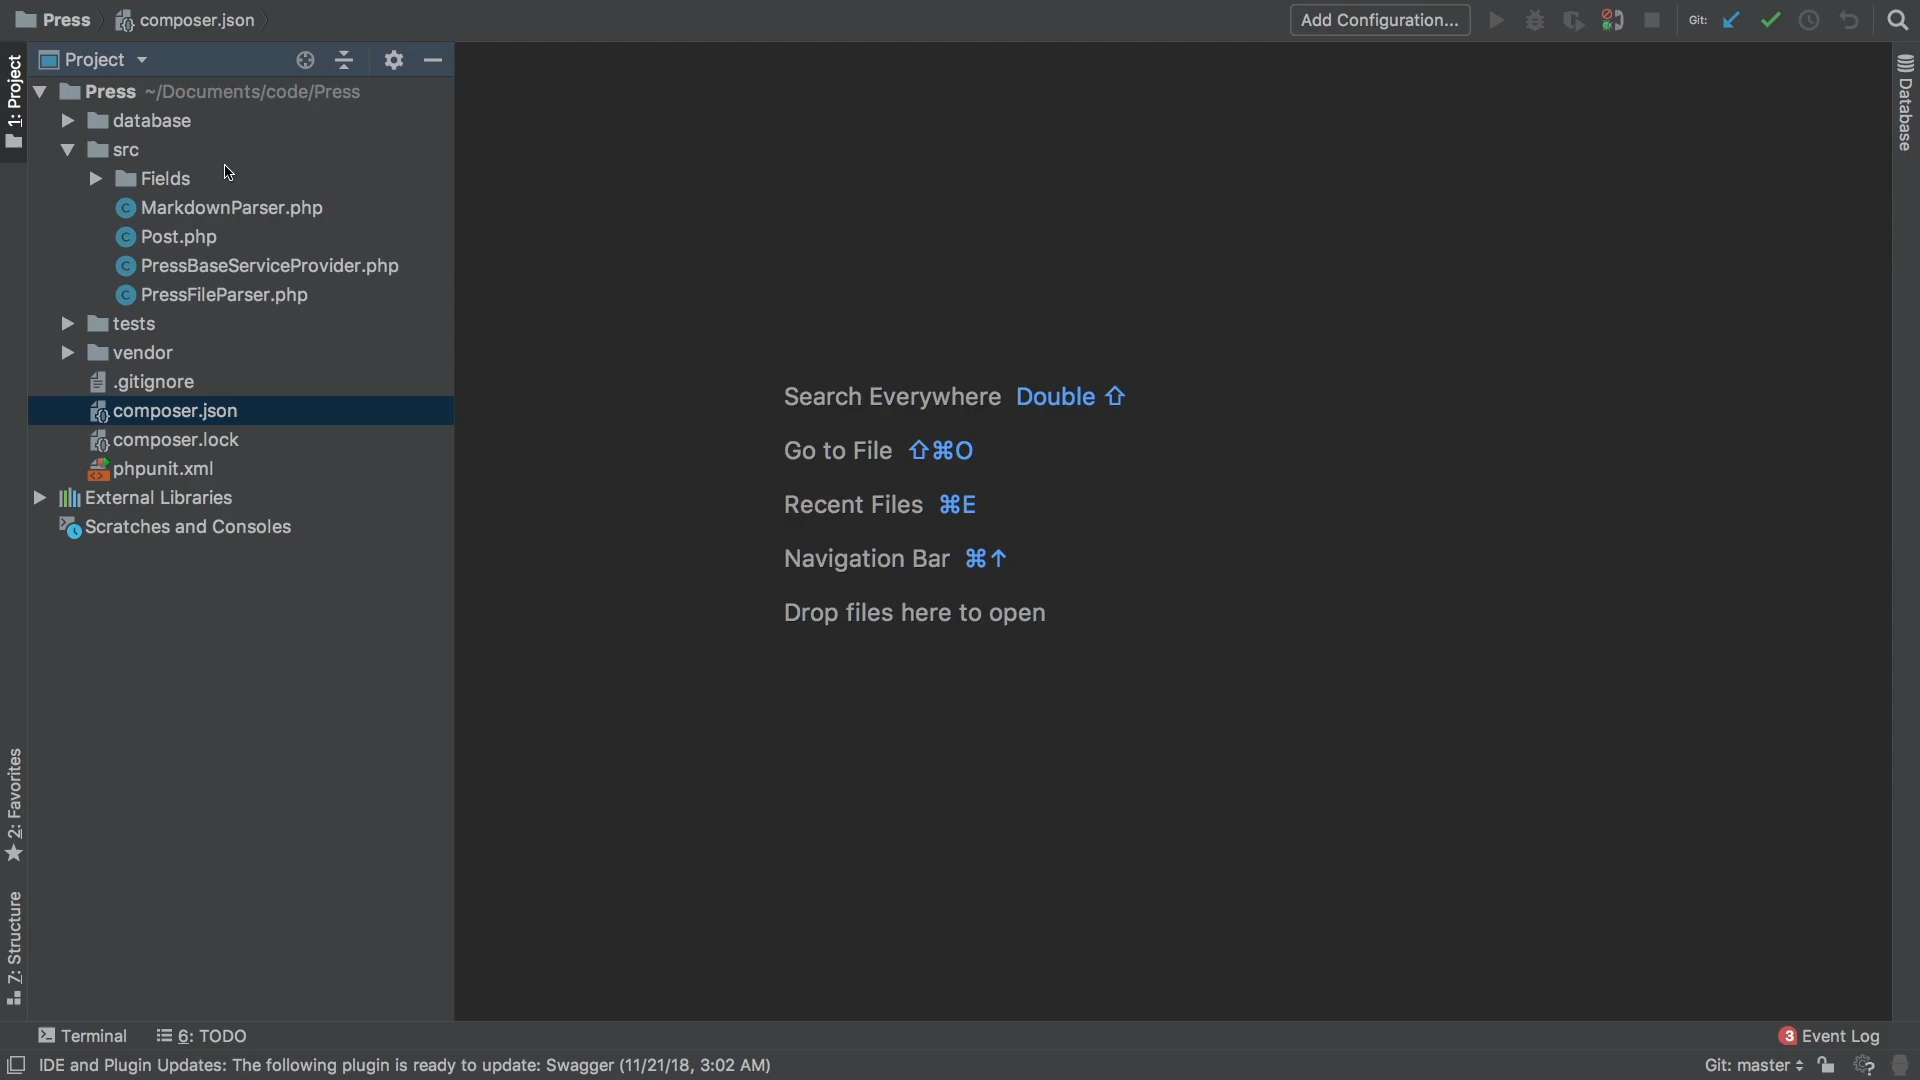 Press
composer.json
Add Configuration...
Git:
1: Project
Project
Press ~/Documents/code/Press
database
src
Fields
MarkdownParser.php
Post.php
PressBaseServiceProvider.php
PressFileParser.php
tests
vendor
.gitignore
composer.json
composer.lock
phpunit.xml
External Libraries
Scratches and Consoles
Search Everywhere Double ⇧
Go to File ⇧⌘O
Recent Files ⌘E
Navigation Bar ⌘↑
Drop files here to open
Database
2: Favorites
7: Structure
Terminal
6: TODO
3 Event Log
IDE and Plugin Updates: The following plugin is ready to update: Swagger (11/21/18, 3:02 AM)
Git: master